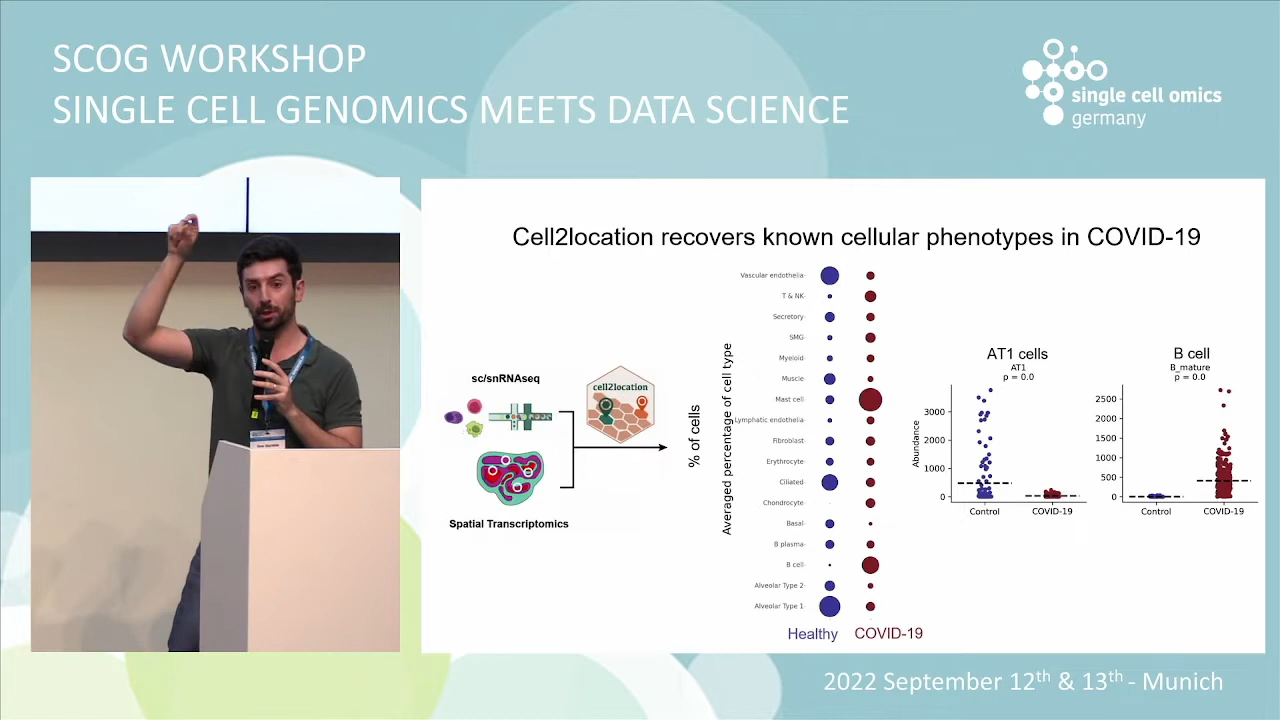 SCOG WORKSHOP
SINGLE CELL GENOMICS MEETS DATA SCIENCE
single cell omics
germany
Cell2location recovers known cellular phenotypes in COVID-19
sc/snRNAseq
cell2location
Spatial Transcriptomics
% of cells
Averaged percentage of cell type
Vascular endothelia
T & NK
Secretory
SMG
Myeloid
Muscle
Mast cell
Lymphatic endothelia
Fibroblast
Erythrocyte
Ciliated
Chondrocyte
Basal
B plasma
B cell
Alveolar Type 2
Alveolar Type 1
Healthy
COVID-19
AT1 cells
AT1
p = 0.0
Abundance
3000
2000
1000
0
Control
COVID-19
B cell
B_mature
p = 0.0
2500
2000
1500
1000
500
0
Control
COVID-19
2022 September 12th & 13th - Munich